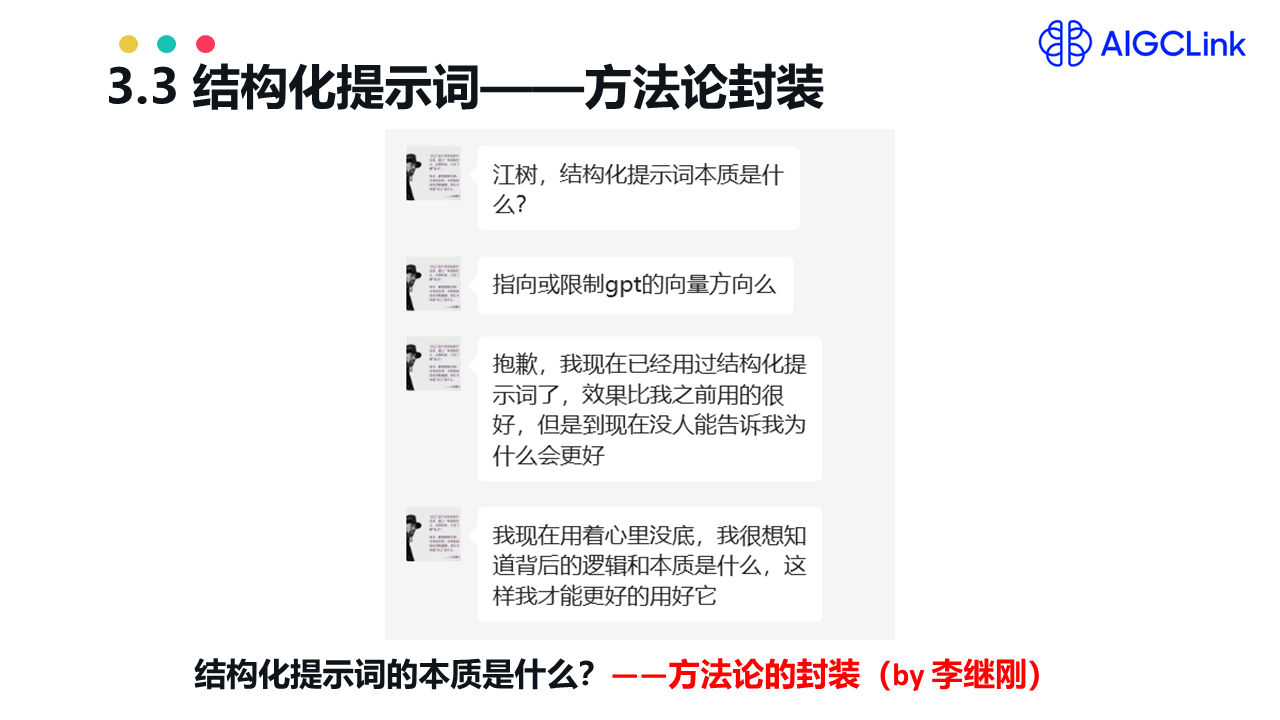 AIGCLink
3.3 结构化提示词——方法论封装
江树，结构化提示词本质是什
么?
指向或限制gpt的向量方向么
抱歉，我现在已经用过结构化提
示词了，效果比我之前用的很
好，但是到现在没人能告诉我为
什么会更好
我现在用着心里没底，我很想知
道背后的逻辑和本质是什么，这
样我才能更好的用好它
结构化提示词的本质是什么？——方法论的封装（by 李继刚）